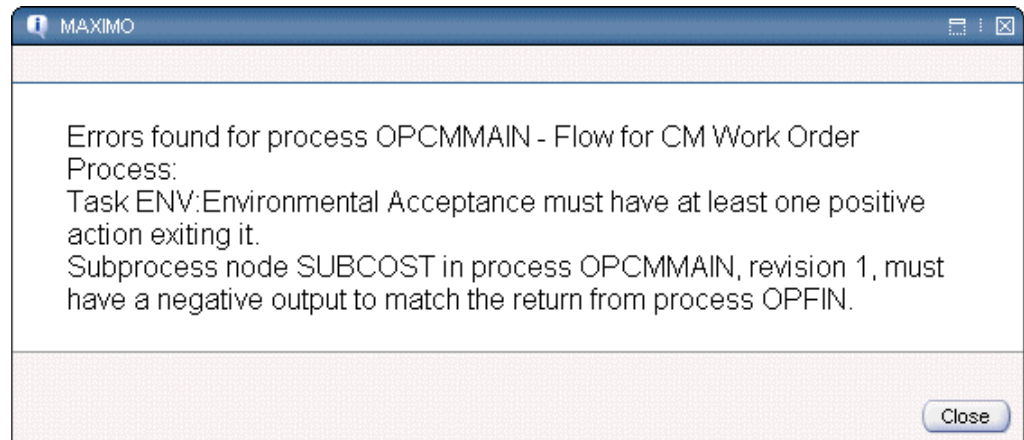 MAXIMO
Errors found for process OPCMMAIN - Flow for CM Work Order
Process:
Task ENV:Environmental Acceptance must have at least one positive
action exiting it.
Subprocess node SUBCOST in process OPCMMAIN, revision 1, must
have a negative output to match the return from process OPFIN.
Close